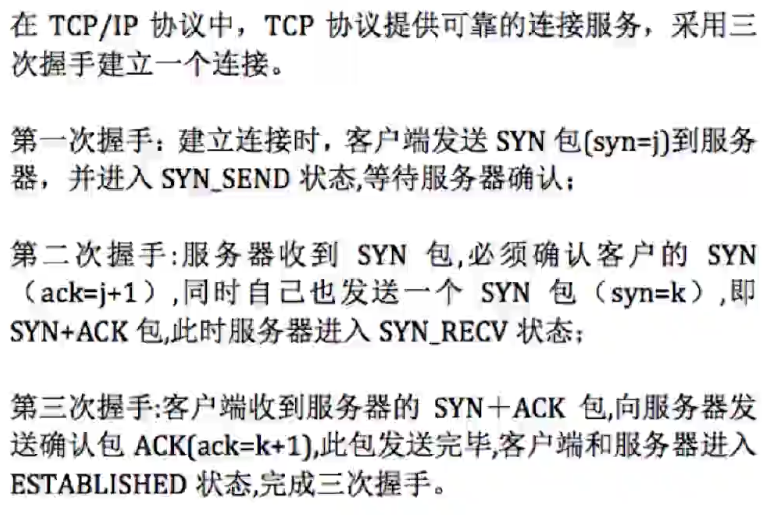 在 TCP/IP 协议中，TCP 协议提供可靠的连接服务，采用三
次握手建立一个连接。
第一次握手：建立连接时，客户端发送 SYN 包(syn=j)到服务
器，并进入 SYN_SEND 状态,等待服务器确认；
第二次握手:服务器收到 SYN 包,必须确认客户的 SYN
（ack=j+1）,同时自己也发送一个 SYN 包（syn=k）,即
SYN+ACK 包,此时服务器进入 SYN_RECV 状态；
第三次握手:客户端收到服务器的 SYN＋ACK 包,向服务器发
送确认包 ACK(ack=k+1),此包发送完毕,客户端和服务器进入
ESTABLISHED 状态,完成三次握手。